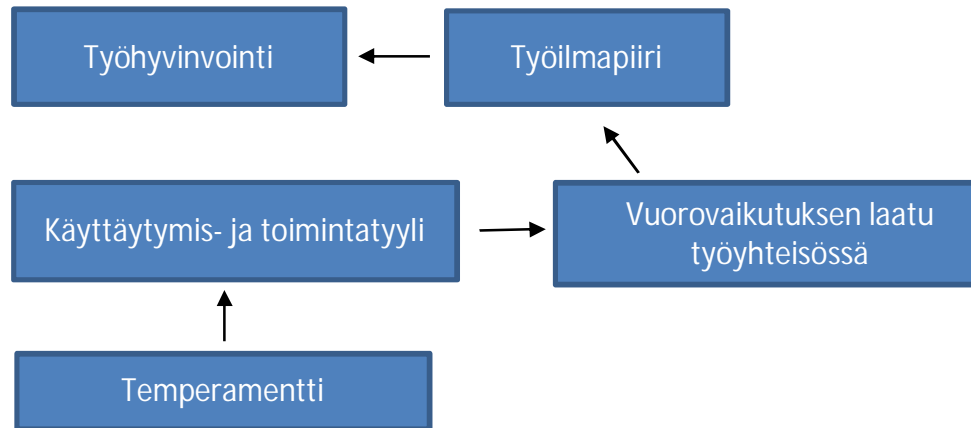 Työhyvinvointi
Työilmapiiri
Käyttäytymis- ja toimintatyyli
Vuorovaikutuksen laatu
työyhteisössä
Temperamentti